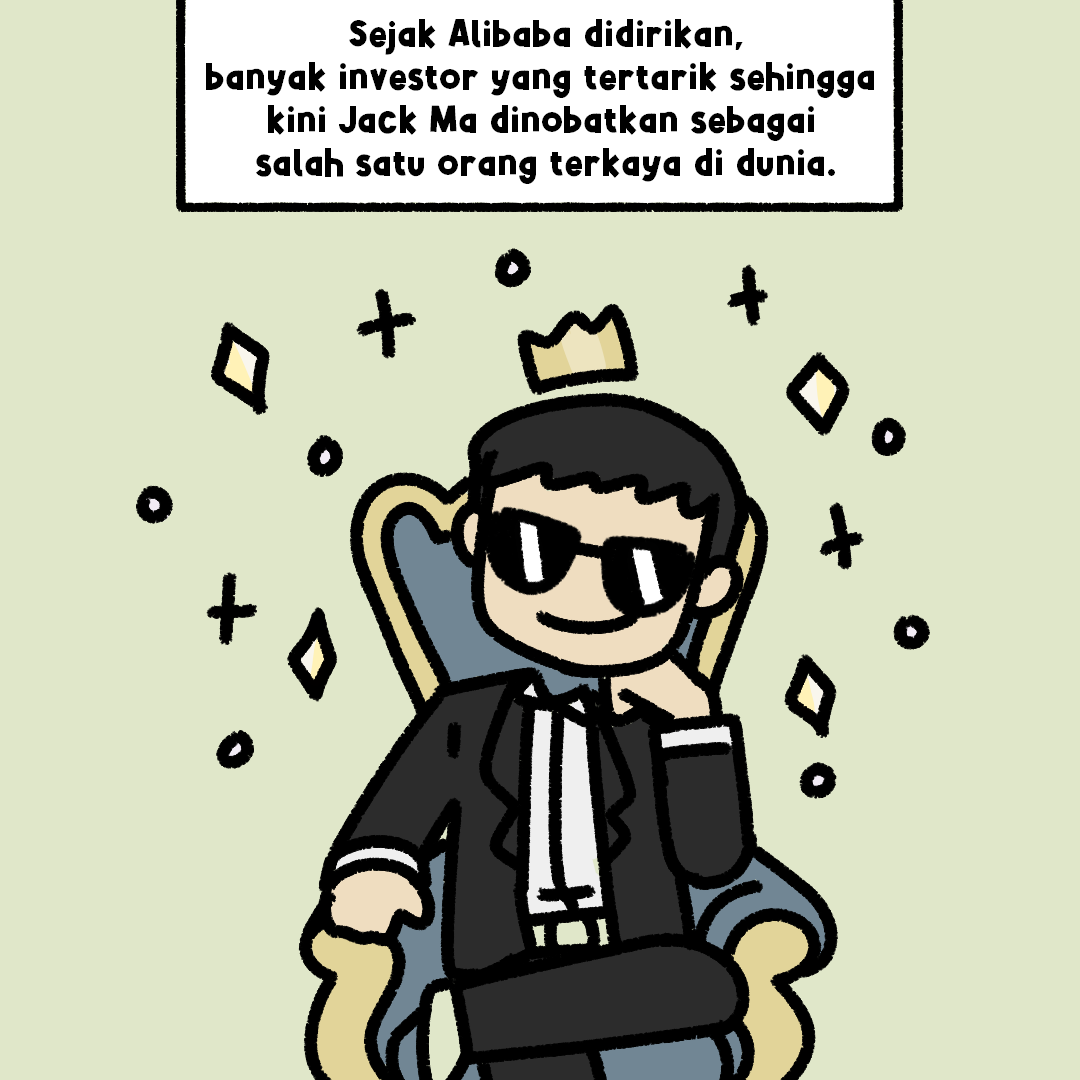 Sejak Alibaba didirikan,
banyak investor yang tertarik sehingga
kini Jack Ma dinobatkan sebagai
salah satu orang terkaya di dunia.